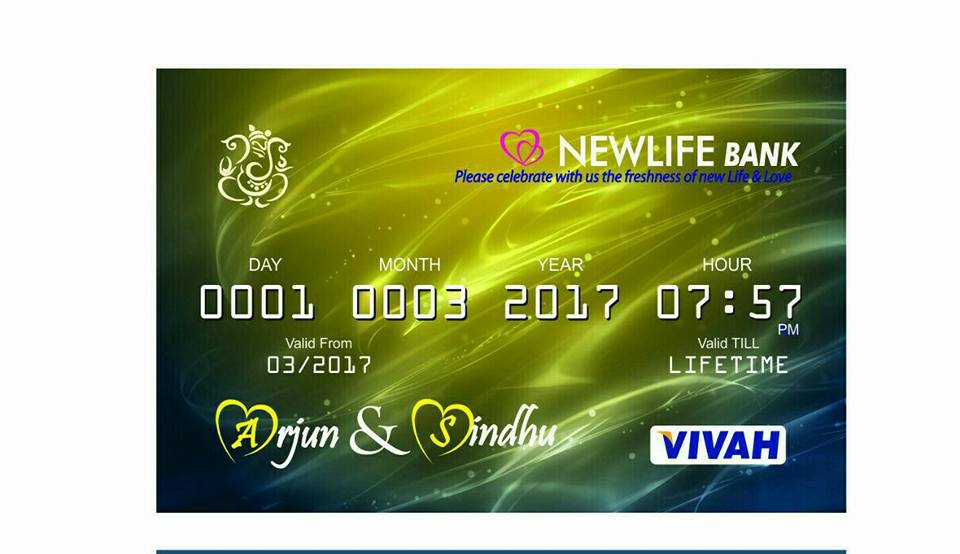 NEWLIFE BANK
Please celebrate with us the freshness of new Life & Love
DAY MONTH YEAR HOUR
0001 0003 2017 07:57
PM
Valid From Valid TILL
03/2017 LIFETIME
Arjun & Sindhu
VIVAH